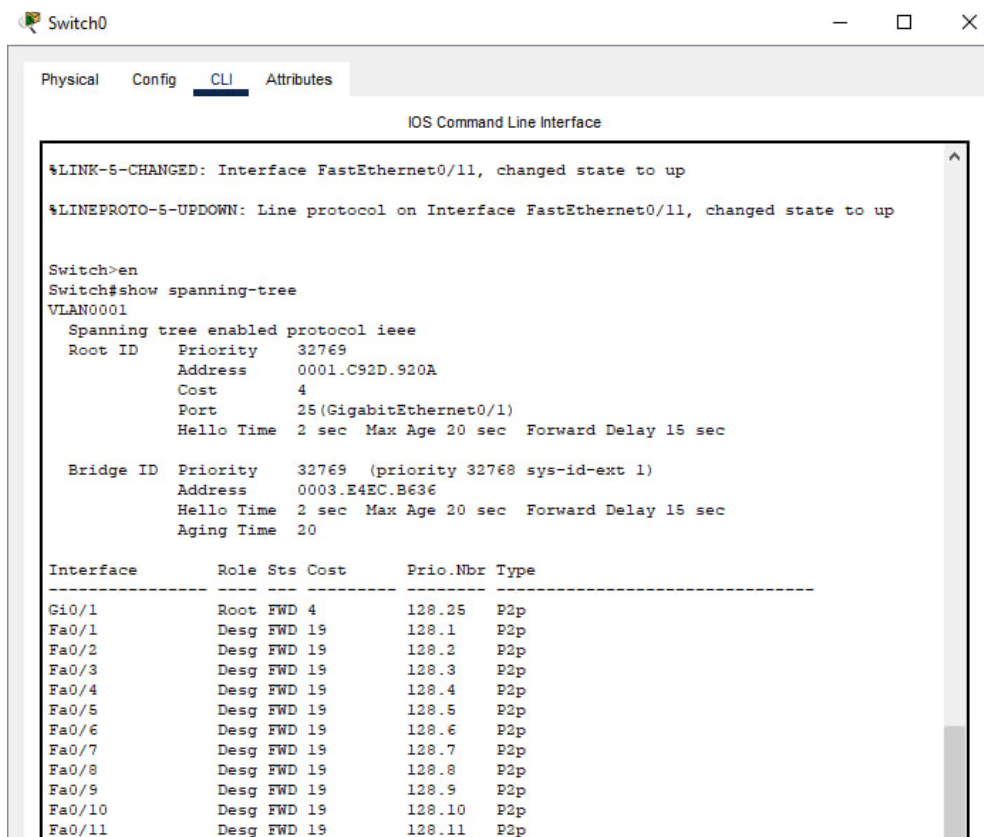 Switch0
Physical Config CLI Attributes
IOS Command Line Interface
%LINK-5-CHANGED: Interface FastEthernet0/11, changed state to up
%LINEPROTO-5-UPDOWN: Line protocol on Interface FastEthernet0/11, changed state to up
Switch>en
Switch#show spanning-tree
VLAN0001
  Spanning tree enabled protocol ieee
  Root ID    Priority    32769
             Address     0001.C92D.920A
             Cost        4
             Port        25(GigabitEthernet0/1)
             Hello Time  2 sec  Max Age 20 sec  Forward Delay 15 sec
  Bridge ID  Priority    32769  (priority 32768 sys-id-ext 1)
             Address     0003.E4EC.B636
             Hello Time  2 sec  Max Age 20 sec  Forward Delay 15 sec
             Aging Time  20
Interface        Role Sts Cost      Prio.Nbr Type
---------------- ---- --- --------- -------- --------------------------------
Gi0/1            Root FWD 4         128.25   P2p
Fa0/1            Desg FWD 19        128.1    P2p
Fa0/2            Desg FWD 19        128.2    P2p
Fa0/3            Desg FWD 19        128.3    P2p
Fa0/4            Desg FWD 19        128.4    P2p
Fa0/5            Desg FWD 19        128.5    P2p
Fa0/6            Desg FWD 19        128.6    P2p
Fa0/7            Desg FWD 19        128.7    P2p
Fa0/8            Desg FWD 19        128.8    P2p
Fa0/9            Desg FWD 19        128.9    P2p
Fa0/10           Desg FWD 19        128.10   P2p
Fa0/11           Desg FWD 19        128.11   P2p